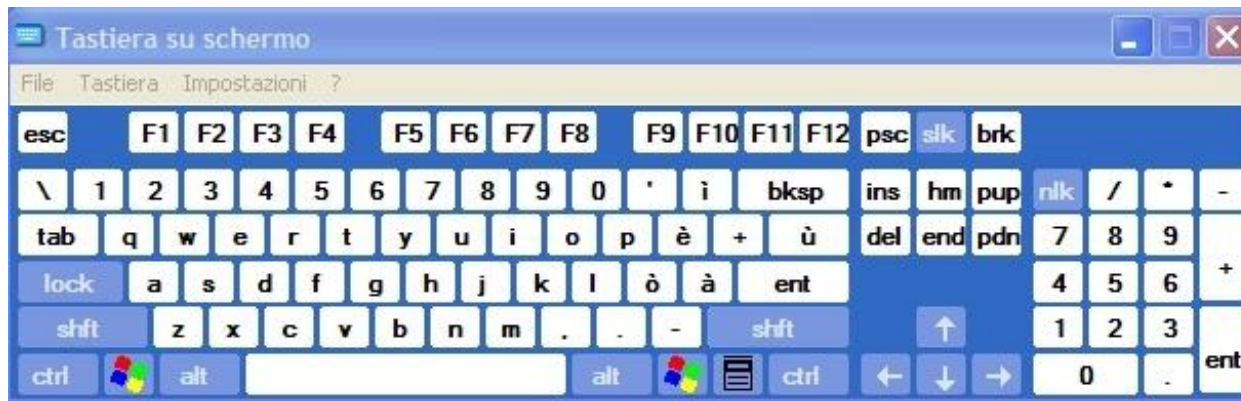 Tastiera su schermo
File Tastiera Impostazioni ?
esc F1 F2 F3 F4 F5 F6 F7 F8 F9 F10 F11 F12 psc slk brk
\ 1 2 3 4 5 6 7 8 9 0 ' ì bksp ins hm pup nlk / * -
tab q w e r t y u i o p è + ù del end pdn 7 8 9 +
lock a s d f g h j k l ò à ent 4 5 6
shft z x c v b n m , . - shft ↑ 1 2 3 ent
ctrl alt alt ctrl ← ↓ → 0 .